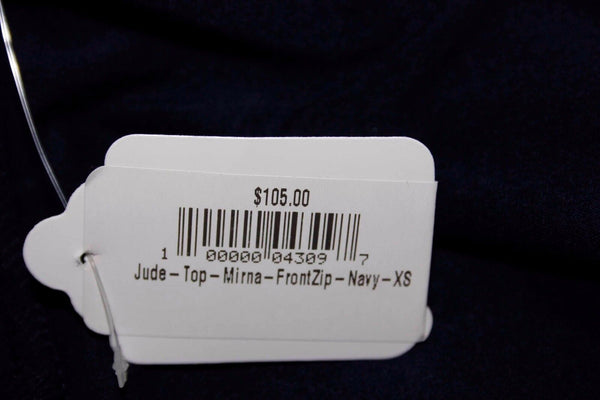 $105.00
1 00000 04309 7
Jude-Top-Mirna-FrontZip-Navy-XS